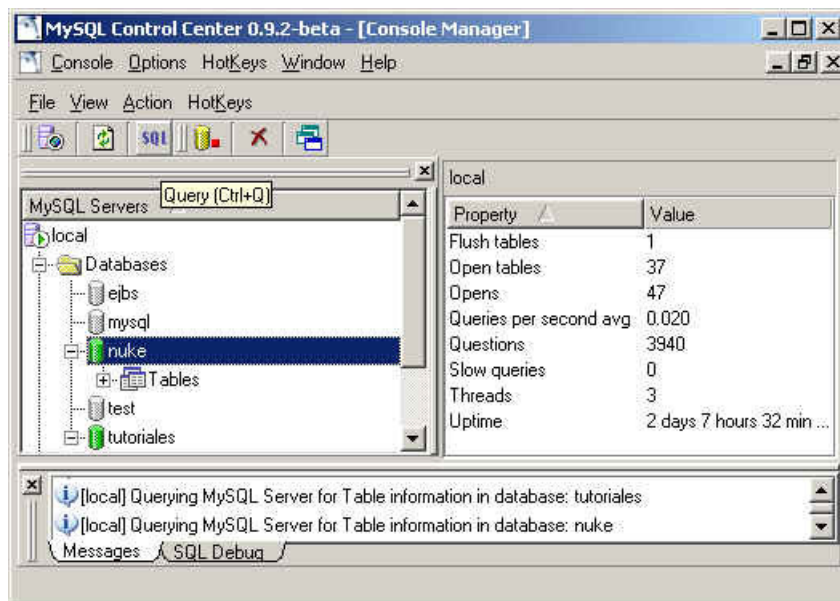 MySQL Control Center 0.9.2-beta - [Console Manager]
Console Options HotKeys Window Help
File View Action HotKeys
SQL
Query (Ctrl+Q)
MySQL Servers
local
Databases
ejbs
mysql
nuke
Tables
test
tutoriales
local
Property Value
Flush tables 1
Open tables 37
Opens 47
Queries per second avg 0.020
Questions 3940
Slow queries 0
Threads 3
Uptime 2 days 7 hours 32 min ...
[local] Querying MySQL Server for Table information in database: tutoriales
[local] Querying MySQL Server for Table information in database: nuke
Messages SQL Debug